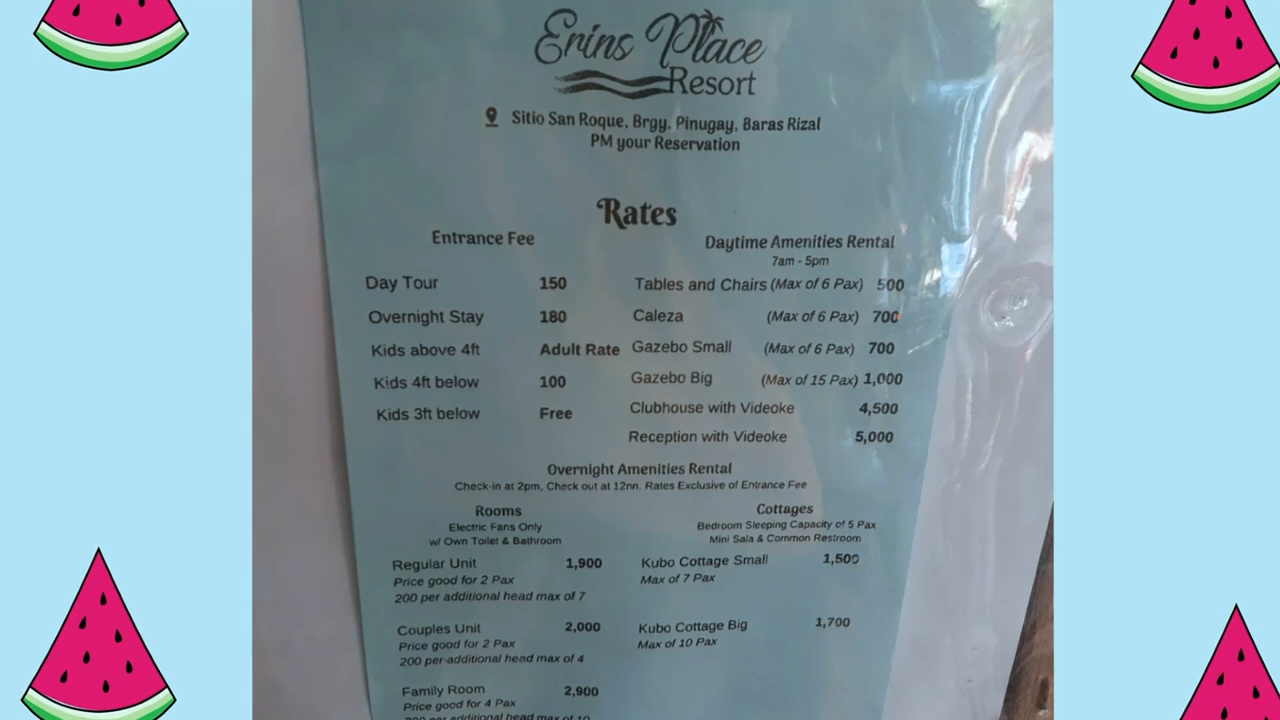 Erins Place
Resort
Sitio San Roque, Brgy. Pinugay, Baras Rizal
PM your Reservation
Rates
Entrance Fee
Day Tour 150
Overnight Stay 180
Kids above 4ft Adult Rate
Kids 4ft below 100
Kids 3ft below Free
Daytime Amenities Rental
7am - 5pm
Tables and Chairs (Max of 6 Pax) 500
Caleza (Max of 6 Pax) 700
Gazebo Small (Max of 6 Pax) 700
Gazebo Big (Max of 15 Pax) 1,000
Clubhouse with Videoke 4,500
Reception with Videoke 5,000
Overnight Amenities Rental
Check-in at 2pm, Check out at 12nn. Rates Exclusive of Entrance Fee
Rooms
Electric Fans Only
w/ Own Toilet & Bathroom
Regular Unit 1,900
Price good for 2 Pax
200 per additional head max of 7
Couples Unit 2,000
Price good for 2 Pax
200 per additional head max of 4
Family Room 2,900
Price good for 4 Pax
200 per additional head max of 10
Cottages
Bedroom Sleeping Capacity of 5 Pax
Mini Sala & Common Restroom
Kubo Cottage Small 1,500
Max of 7 Pax
Kubo Cottage Big 1,700
Max of 10 Pax